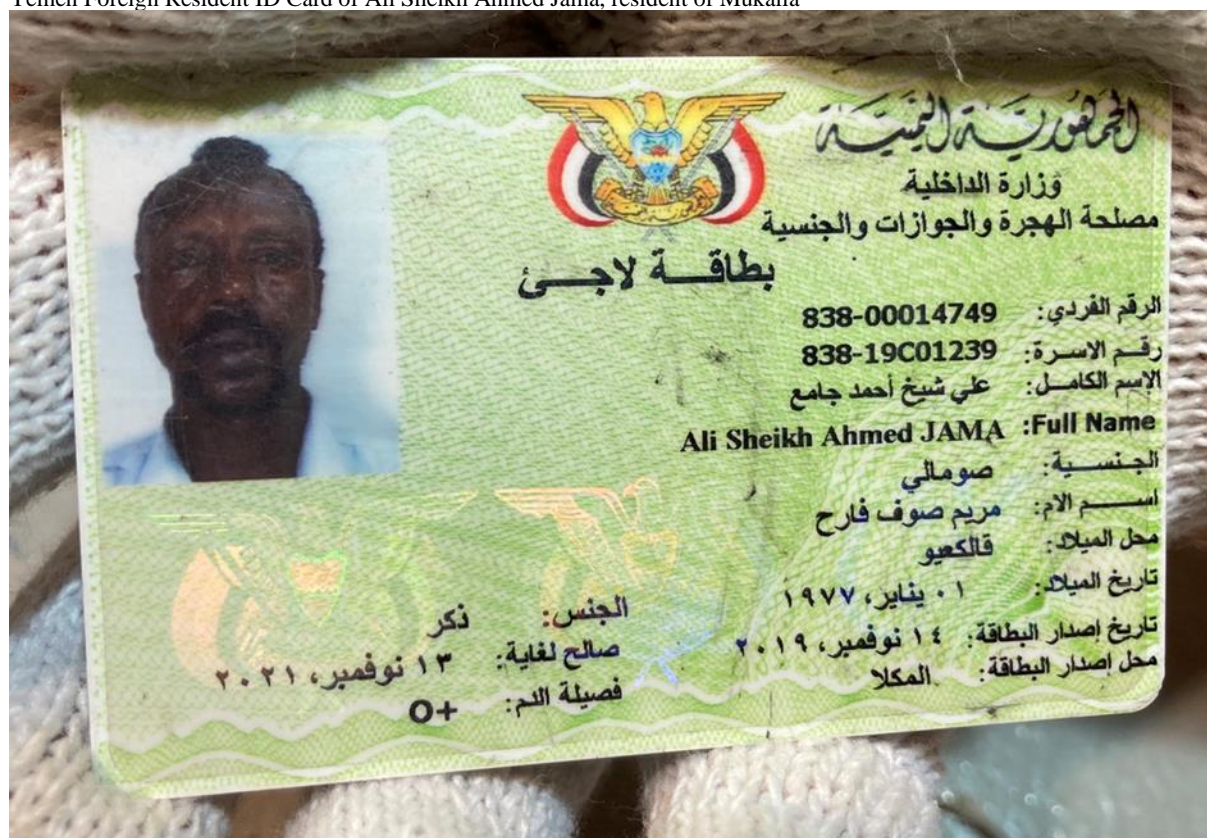 Yemen Foreign Resident ID Card of Ali Sheikh Ahmed Jama, resident of Mukalla
الجمهورية اليمنية
وزارة الداخلية
مصلحة الهجرة والجوازات والجنسية
بطاقة لاجئ
الرقم الفردي: 838-00014749
رقم الاسرة: 838-19C01239
الإسم الكامل: علي شيخ أحمد جامع
Ali Sheikh Ahmed JAMA :Full Name
الجنسية: صومالي
اسم الام: مريم صوف فارح
محل الميلاد: قالكعيو
تاريخ الميلاد: ٠١ يناير، ١٩٧٧
الجنس: ذكر
تاريخ إصدار البطاقة: ١٤ نوفمبر، ٢٠١٩
صالح لغاية: ١٣ نوفمبر، ٢٠٢١
محل إصدار البطاقة: المكلا
فصيلة الدم: O+